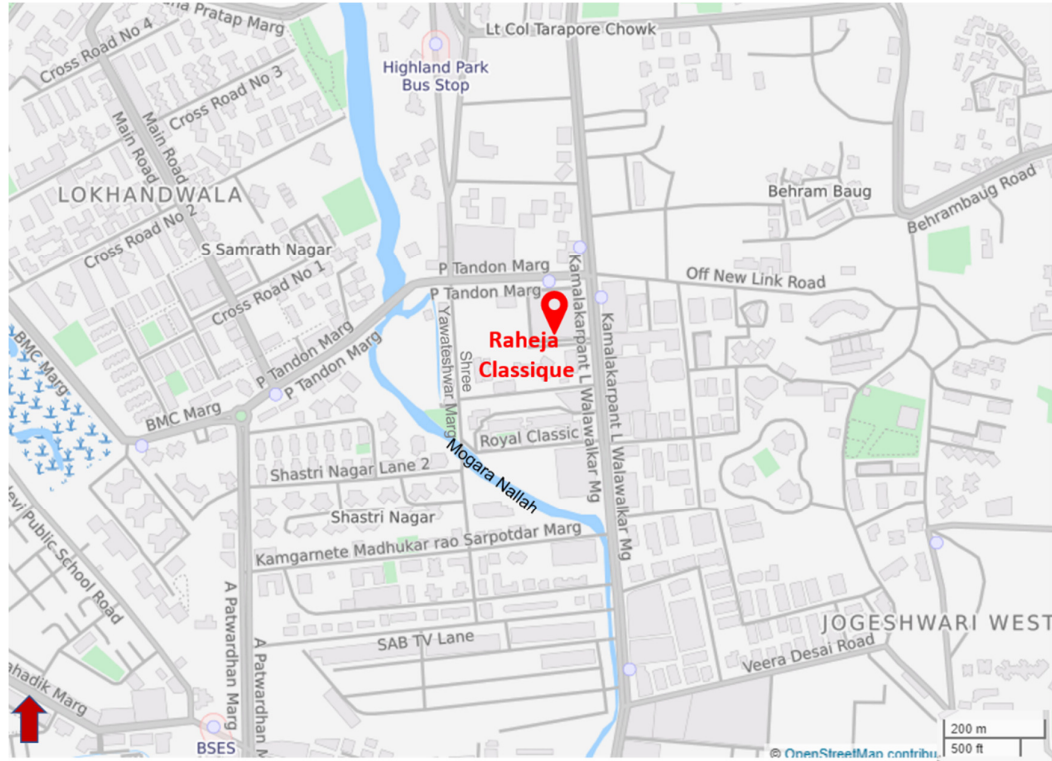 ha Pratap Marg
Lt Col Tarapore Chowk
Cross Road No 4
Highland Park
Bus Stop
Cross Road No 3
Main Road
Main Road
LOKHANDWALA
Behram Baug
Behrambaug Road
Cross Road No 2
S Samrath Nagar
P Tandon Marg
Off New Link Road
Cross Road No 1
P Tandon Marg
Kamalakarpant L Walawalkar Mg
Kamalakarpant L Walawalkar Mg
Yawateshwar Marg
Shree
Raheja
Classique
BMC Marg
P Tandon Marg
P Tandon Marg
BMC Marg
Royal Classic
Mogara Nallah
Shastri Nagar Lane 2
Shastri Nagar
Kamgarnete Madhukar rao Sarpotdar Marg
Kevi Public School Road
A Patwardhan Marg
A Patwardhan M
SAB TV Lane
JOGESHWARI WEST
Veera Desai Road
ahadik Marg
BSES
200 m
500 ft
© OpenStreetMap contribu